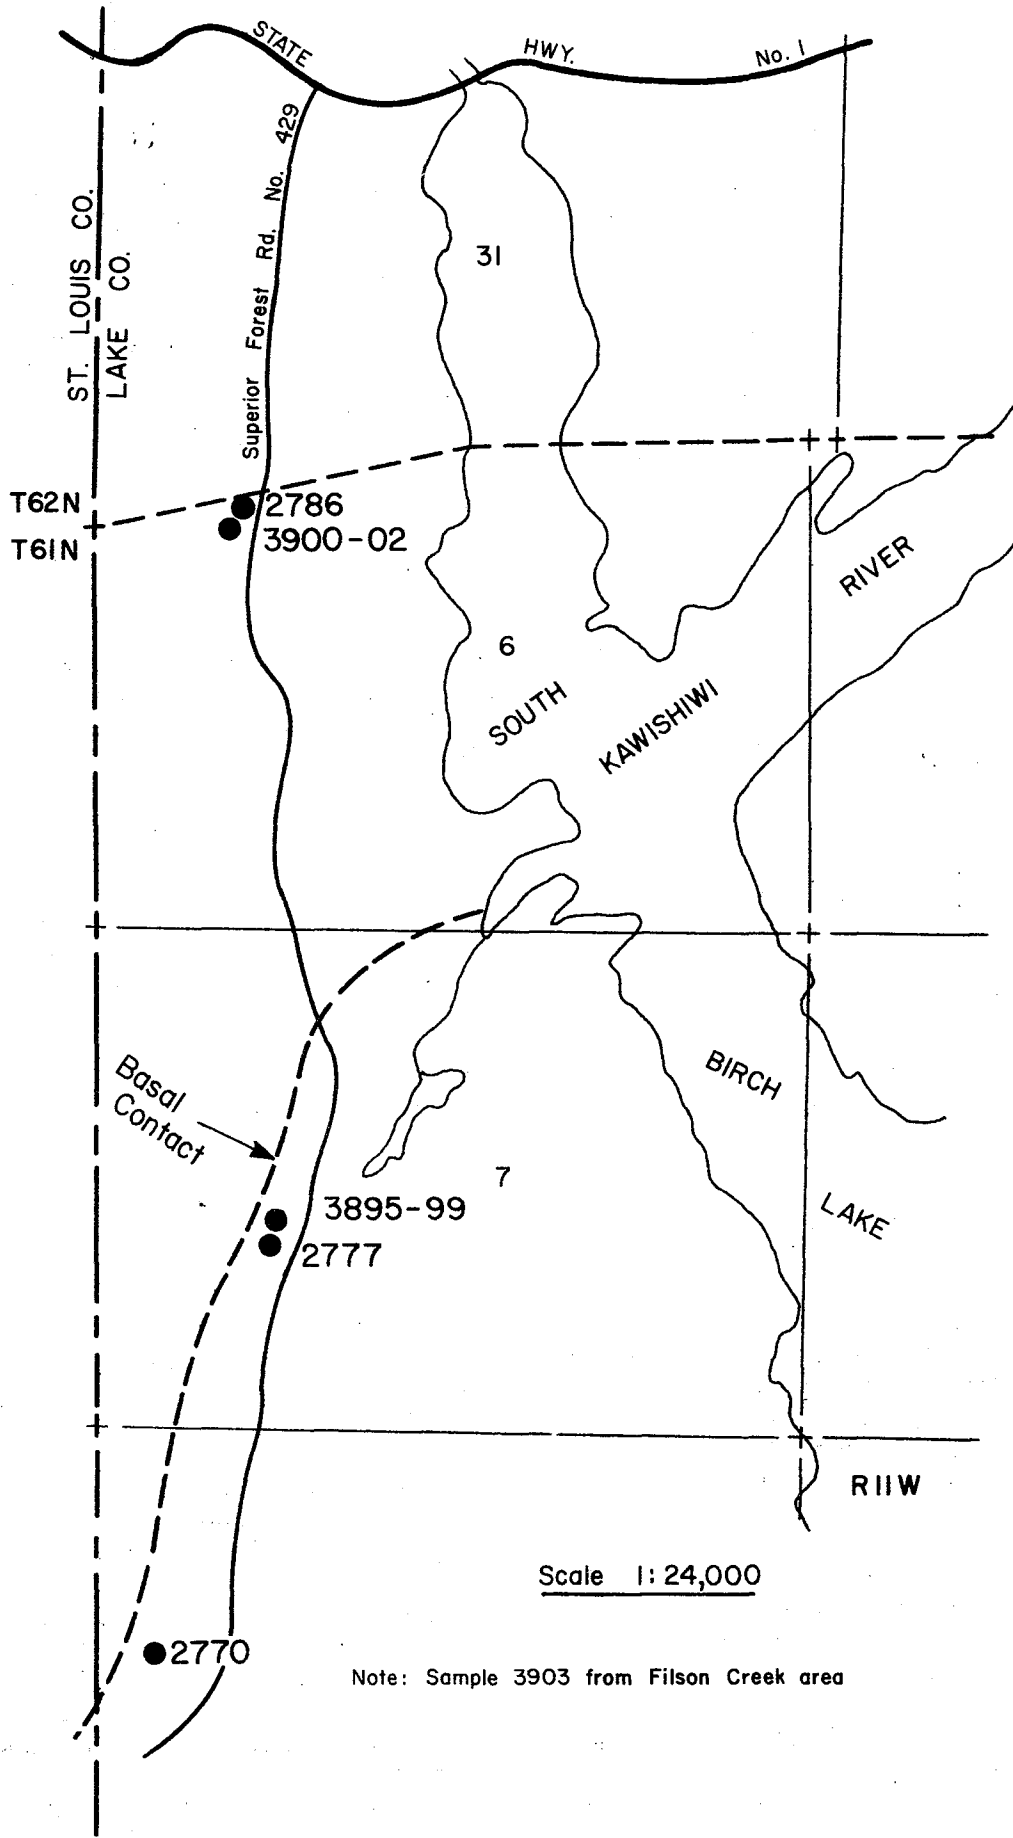 STATE HWY. No. 1
Superior Forest Rd. No. 429
ST. LOUIS CO.
LAKE CO.
31
T62N
T61N
2786
3900-02
RIVER
6
SOUTH
KAWISHIWI
Basal
Contact
BIRCH
7
3895-99
LAKE
2777
R11W
Scale 1:24,000
2770
Note: Sample 3903 from Filson Creek area